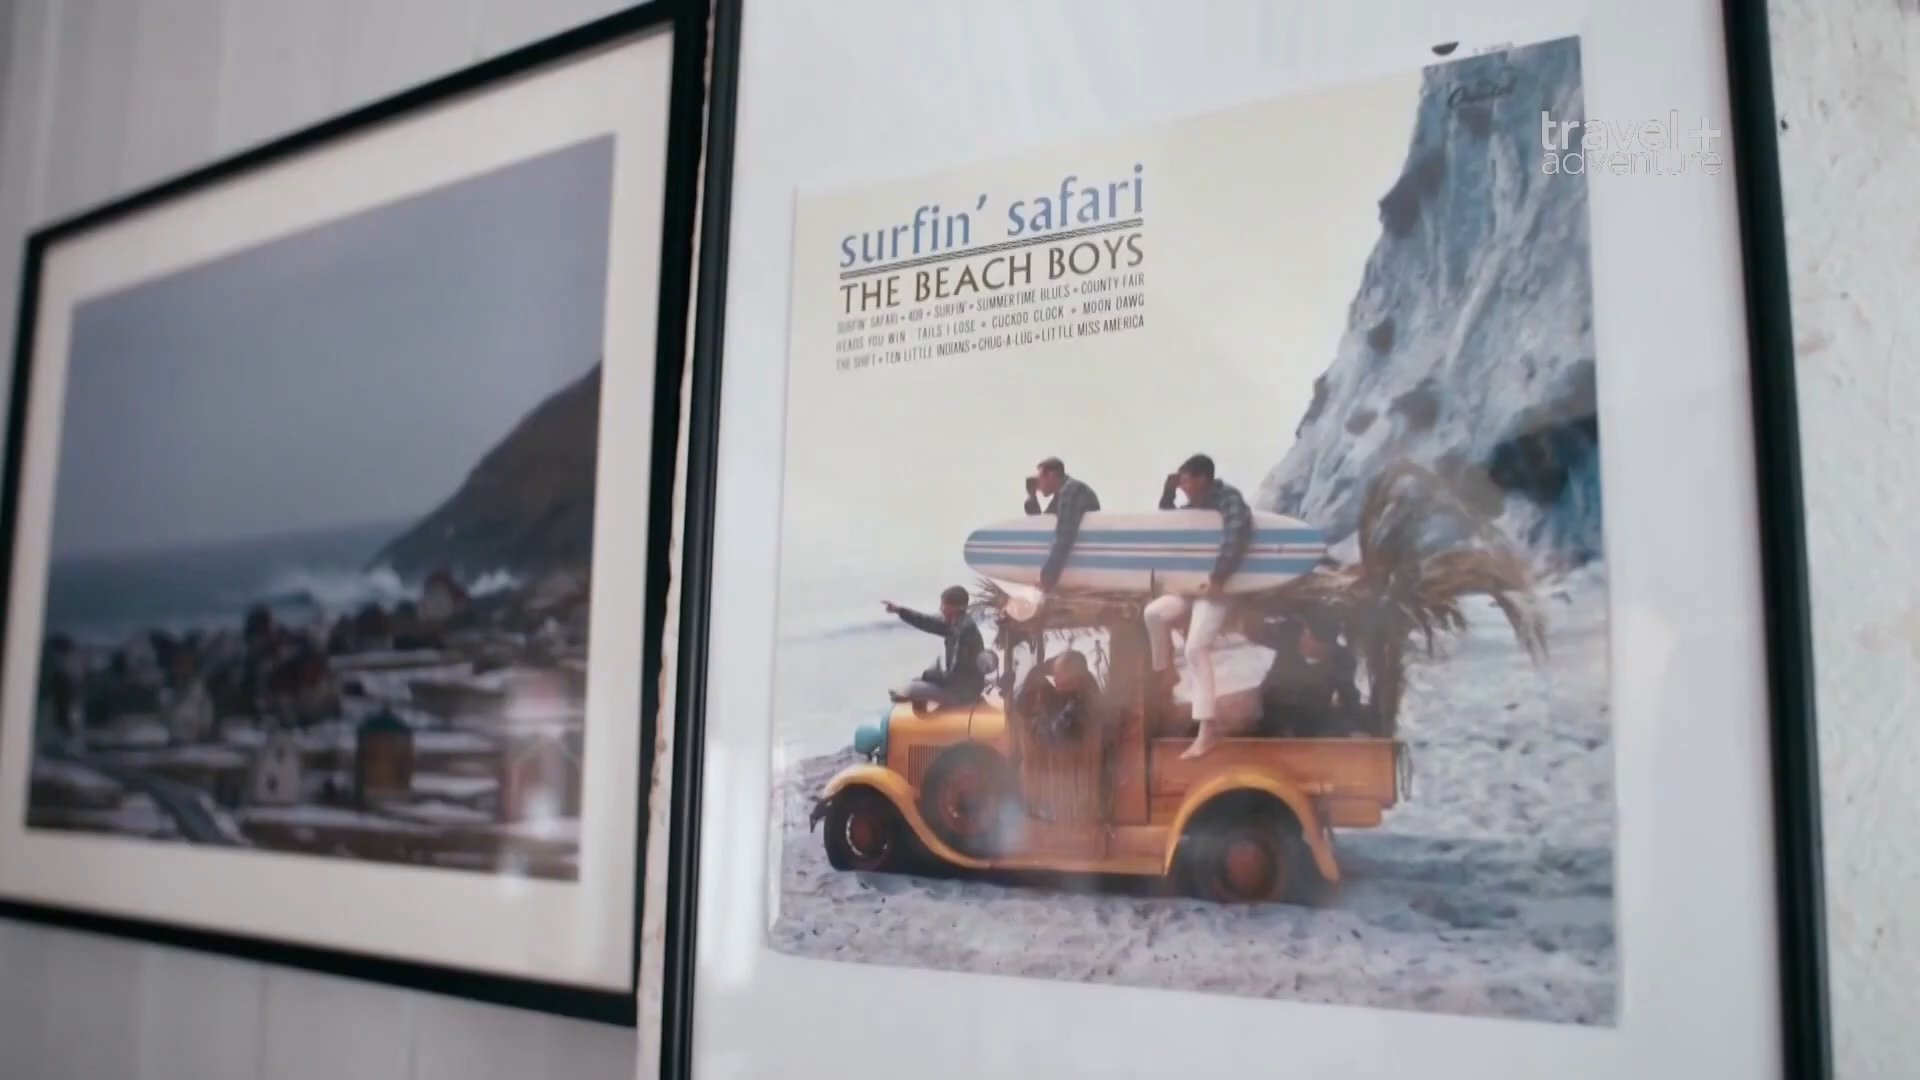 Capitol
travel+
adventure
surfin' safari
THE BEACH BOYS
SURFIN' SAFARI • 409 • SURFIN' • SUMMERTIME BLUES • COUNTY FAIR
HEADS YOU WIN TAILS I LOSE • CUCKOO CLOCK • MOON DAWG
THE SHIFT • TEN LITTLE INDIANS • CHUG-A-LUG • LITTLE MISS AMERICA